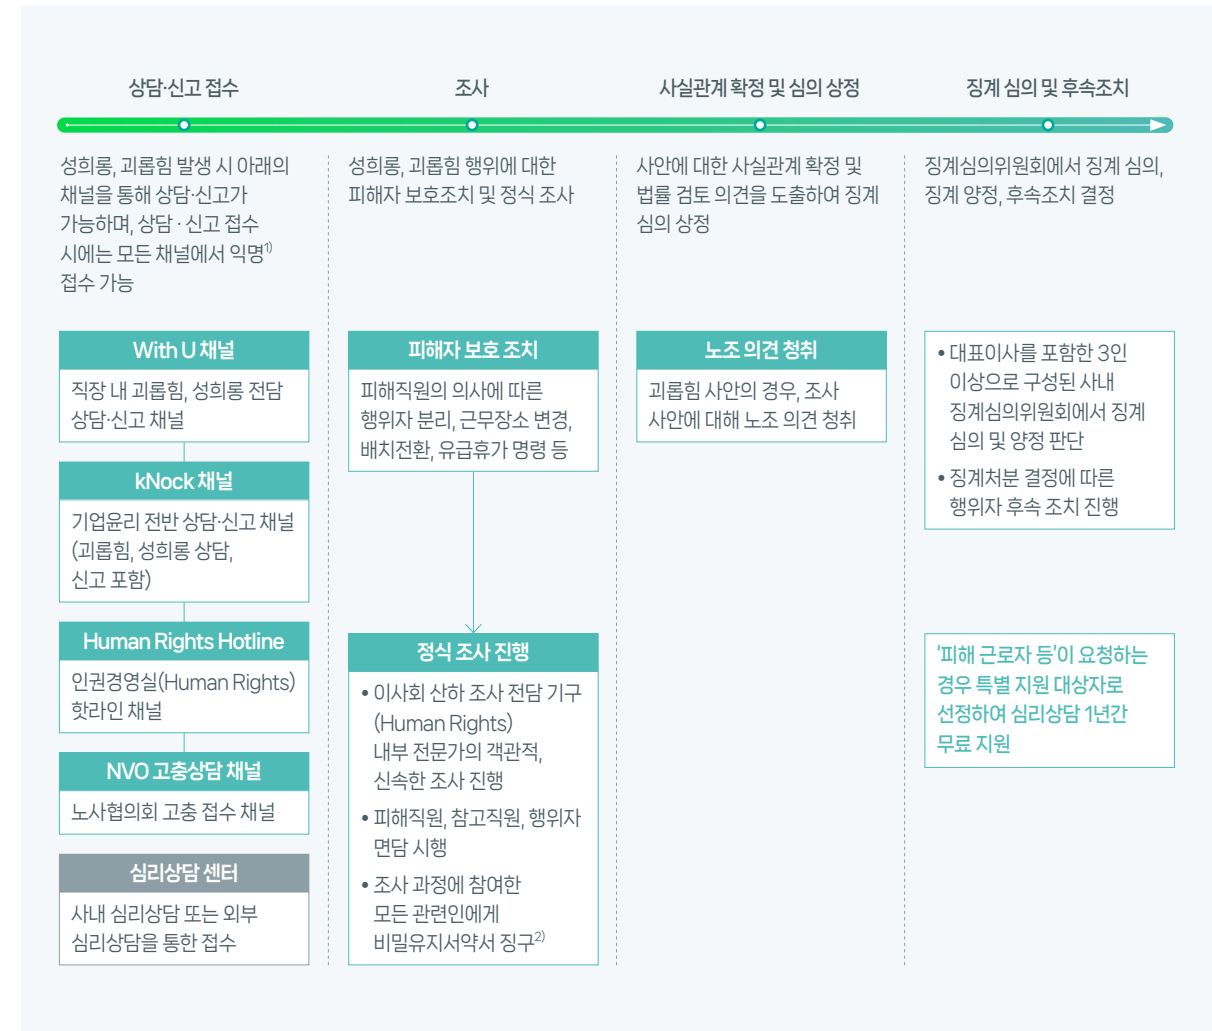 상담·신고 접수
조사
사실관계 확정 및 심의 상정
징계 심의 및 후속조치
성희롱, 괴롭힘 발생 시 아래의
채널을 통해 상담·신고가
가능하며, 상담 · 신고 접수
시에는 모든 채널에서 익명1)
접수 가능
With U 채널
직장 내 괴롭힘, 성희롱 전담
상담·신고 채널
kNock 채널
기업윤리 전반 상담·신고 채널
(괴롭힘, 성희롱 상담,
신고 포함)
Human Rights Hotline
인권경영실(Human Rights)
핫라인 채널
NVO 고충상담 채널
노사협의회 고충 접수 채널
심리상담 센터
사내 심리상담 또는 외부
심리상담을 통한 접수
성희롱, 괴롭힘 행위에 대한
피해자 보호조치 및 정식 조사
피해자 보호 조치
피해직원의 의사에 따른
행위자 분리, 근무장소 변경,
배치전환, 유급휴가 명령 등
정식 조사 진행
• 이사회 산하 조사 전담 기구
(Human Rights)
내부 전문가의 객관적,
신속한 조사 진행
• 피해직원, 참고직원, 행위자
면담 시행
• 조사 과정에 참여한
모든 관련인에게
비밀유지서약서 징구2)
사안에 대한 사실관계 확정 및
법률 검토 의견을 도출하여 징계
심의 상정
노조 의견 청취
괴롭힘 사안의 경우, 조사
사안에 대해 노조 의견 청취
징계심의위원회에서 징계 심의,
징계 양정, 후속조치 결정
• 대표이사를 포함한 3인
이상으로 구성된 사내
징계심의위원회에서 징계
심의 및 양정 판단
• 징계처분 결정에 따른
행위자 후속 조치 진행
'피해 근로자 등'이 요청하는
경우 특별 지원 대상자로
선정하여 심리상담 1년간
무료 지원